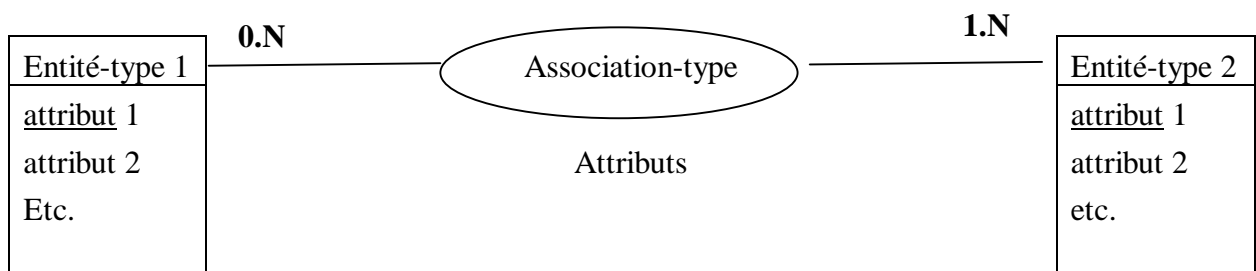 0.N
1.N
Entité-type 1
attribut 1
attribut 2
Etc.
Association-type
Attributs
Entité-type 2
attribut 1
attribut 2
etc.